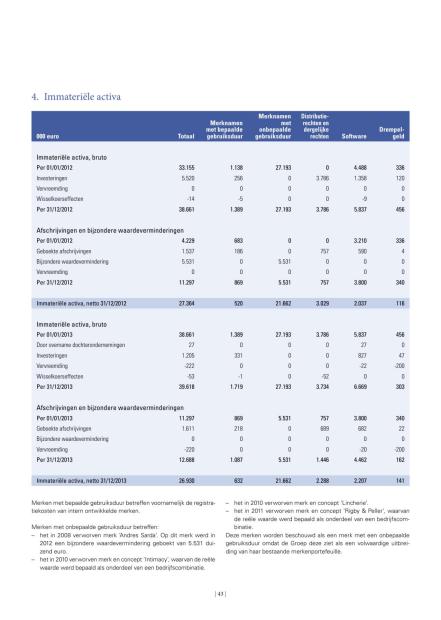 4. Immateriële activa
000 euro Totaal Merknamen met bepaalde gebruiksduur Merknamen met onbepaalde gebruiksduur Distributie-rechten en dergelijke rechten Software Drempel-geld
Immateriële activa, bruto
Per 01/01/2012 33.155 1.138 27.193 0 4.488 336
Investeringen 5.520 256 0 3.786 1.358 120
Vervreemding 0 0 0 0 0 0
Wisselkoerseffecten -14 -5 0 0 -9 0
Per 31/12/2012 38.661 1.389 27.193 3.786 5.837 456
Afschrijvingen en bijzondere waardeverminderingen
Per 01/01/2012 4.229 683 0 0 3.210 336
Geboekte afschrijvingen 1.537 186 0 757 590 4
Bijzondere waardevermindering 5.531 0 5.531 0 0 0
Vervreemding 0 0 0 0 0 0
Per 31/12/2012 11.297 869 5.531 757 3.800 340
Immateriële activa, netto 31/12/2012 27.364 520 21.662 3.029 2.037 116
Immateriële activa, bruto
Per 01/01/2013 38.661 1.389 27.193 3.786 5.837 456
Door overname dochterondernemingen 27 0 0 0 27 0
Investeringen 1.205 331 0 0 827 47
Vervreemding -222 0 0 0 -22 -200
Wisselkoerseffecten -53 -1 0 -52 0 0
Per 31/12/2013 39.618 1.719 27.193 3.734 6.669 303
Afschrijvingen en bijzondere waardeverminderingen
Per 01/01/2013 11.297 869 5.531 757 3.800 340
Geboekte afschrijvingen 1.611 218 0 689 682 22
Bijzondere waardevermindering 0 0 0 0 0 0
Vervreemding -220 0 0 0 -20 -200
Per 31/12/2013 12.688 1.087 5.531 1.446 4.462 162
Immateriële activa, netto 31/12/2013 26.930 632 21.662 2.288 2.207 141
Merken met bepaalde gebruiksduur betreffen voornamelijk de registra-
tiekosten van intern ontwikkelde merken.
Merken met onbepaalde gebruiksduur betreffen:
– het in 2008 verworven merk 'Andres Sarda'. Op dit merk werd in
2012 een bijzondere waardevermindering geboekt van 5.531 dui-
zend euro.
– het in 2010 verworven merk en concept 'Intimacy', waarvan de reële
waarde werd bepaald als onderdeel van een bedrijfscombinatie.
– het in 2010 verworven merk en concept 'Lincherie'.
– het in 2011 verworven merk en concept 'Rigby & Peller', waarvan
de reële waarde werd bepaald als onderdeel van een bedrijfscom-
binatie.
Deze merken worden beschouwd als een merk met een onbepaalde
gebruiksduur omdat de Groep deze ziet als een volwaardige uitbrei-
ding van haar bestaande merkenportefeuille.
| 43 |